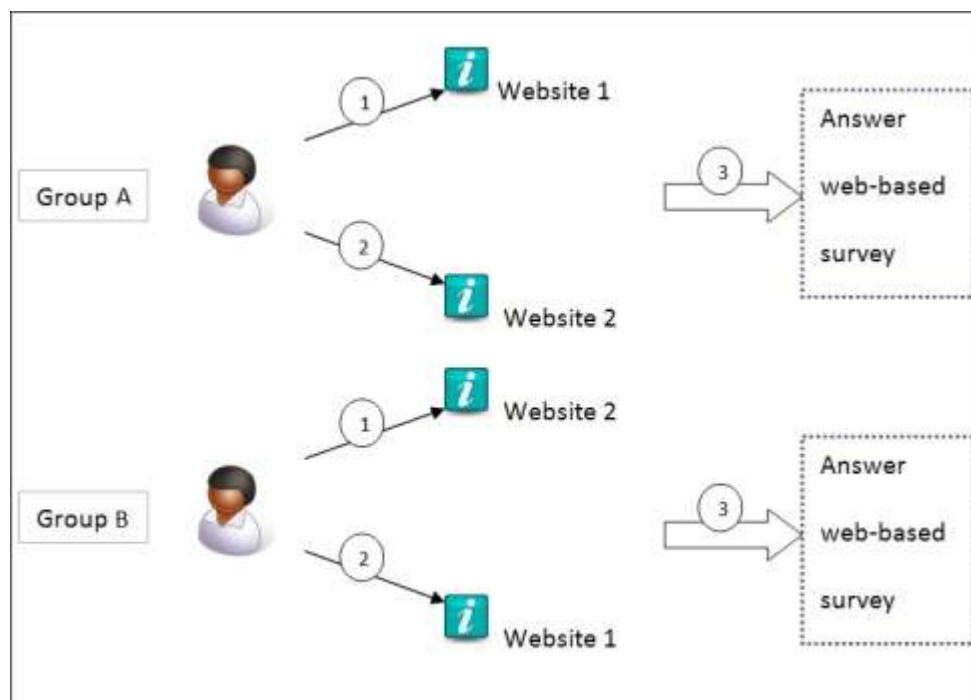 1
Website 1
Group A
2
Website 2
3
Answer
web-based
survey
1
Website 2
Group B
2
Website 1
3
Answer
web-based
survey
i
i
i
i